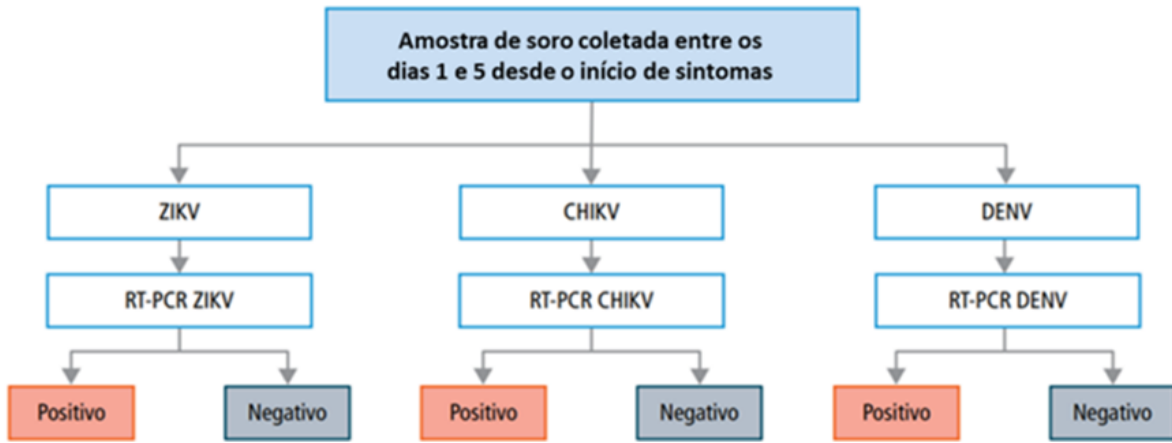 Amostra de soro coletada entre os
dias 1 e 5 desde o início de sintomas
ZIKV
CHIKV
DENV
RT-PCR ZIKV
RT-PCR CHIKV
RT-PCR DENV
Positivo
Negativo
Positivo
Negativo
Positivo
Negativo